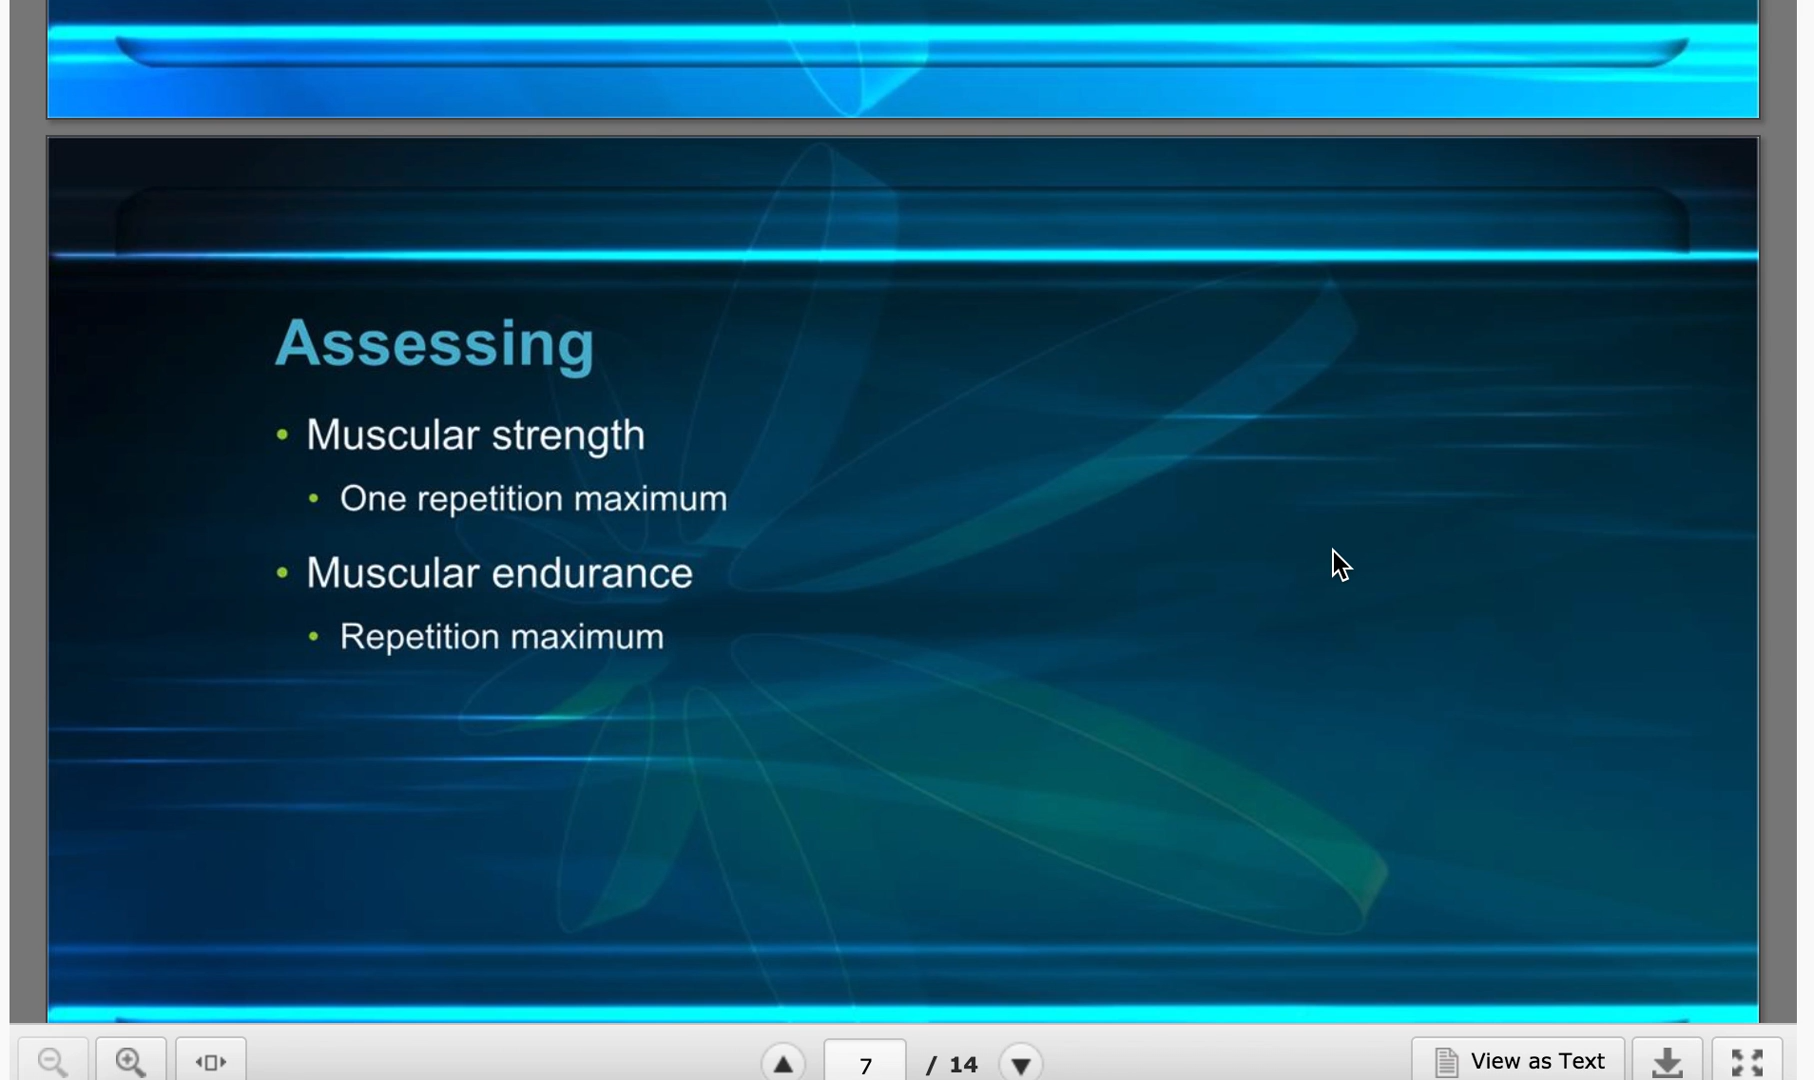 Assessing
• Muscular strength
• One repetition maximum
• Muscular endurance
• Repetition maximum
7 / 14
View as Text